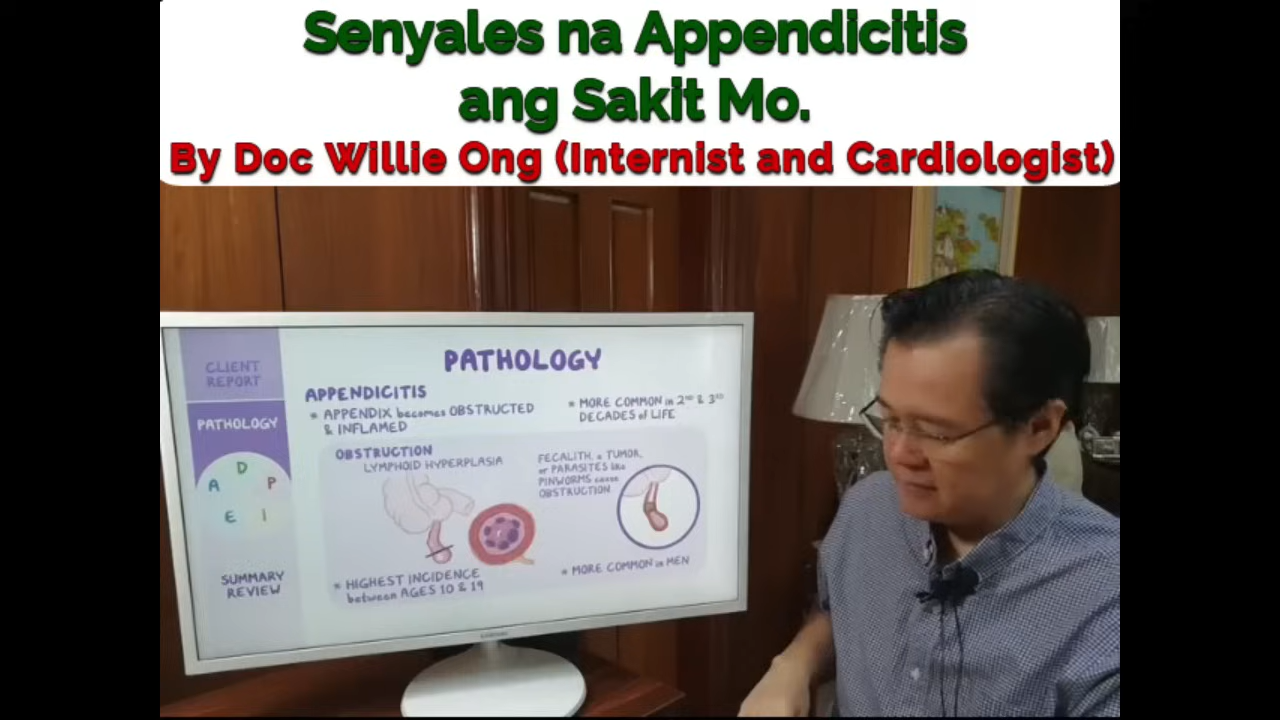 Senyales na Appendicitis
ang Sakit Mo.
By Doc Willie Ong (Internist and Cardiologist)
CLIENT
REPORT
PATHOLOGY
D
A P
E I
SUMMARY
REVIEW
PATHOLOGY
APPENDICITIS
* APPENDIX becomes OBSTRUCTED
& INFLAMED
* MORE COMMON in 2ND & 3RD
DECADES of LIFE
OBSTRUCTION
LYMPHOID HYPERPLASIA
FECALITH, a TUMOR,
or PARASITES like
PINWORMS cause
OBSTRUCTION
* HIGHEST INCIDENCE
between AGES 10 & 19
* MORE COMMON in MEN